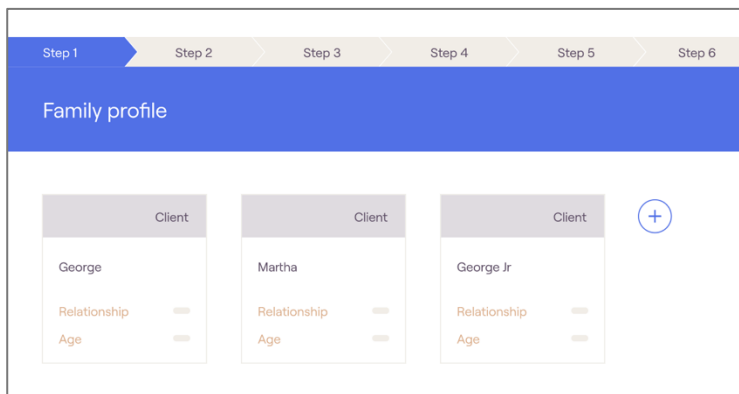 Step 1 Step 2 Step 3 Step 4 Step 5 Step 6
Family profile
Client Client Client
George Martha George Jr
Relationship Relationship Relationship
Age Age Age